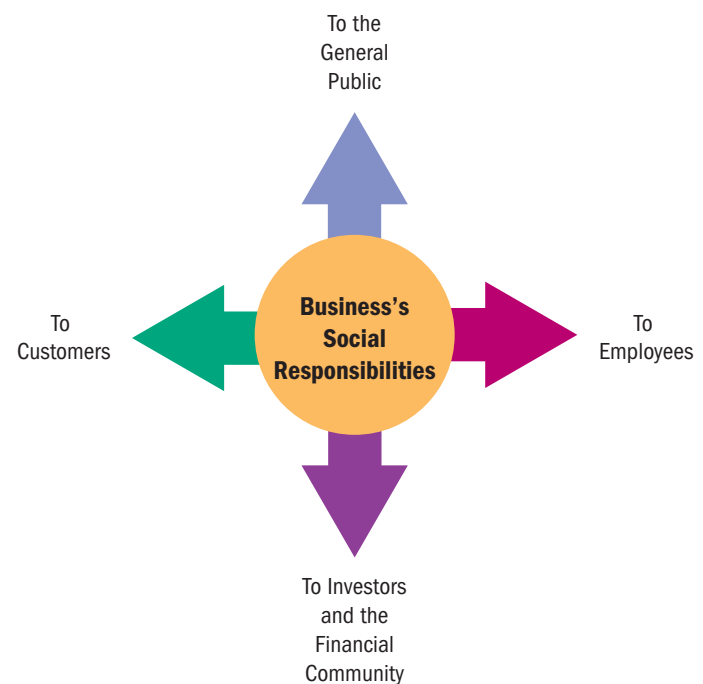 To the
General
Public
Business's
Social
Responsibilities
To
Customers
To
Employees
To Investors
and the
Financial
Community